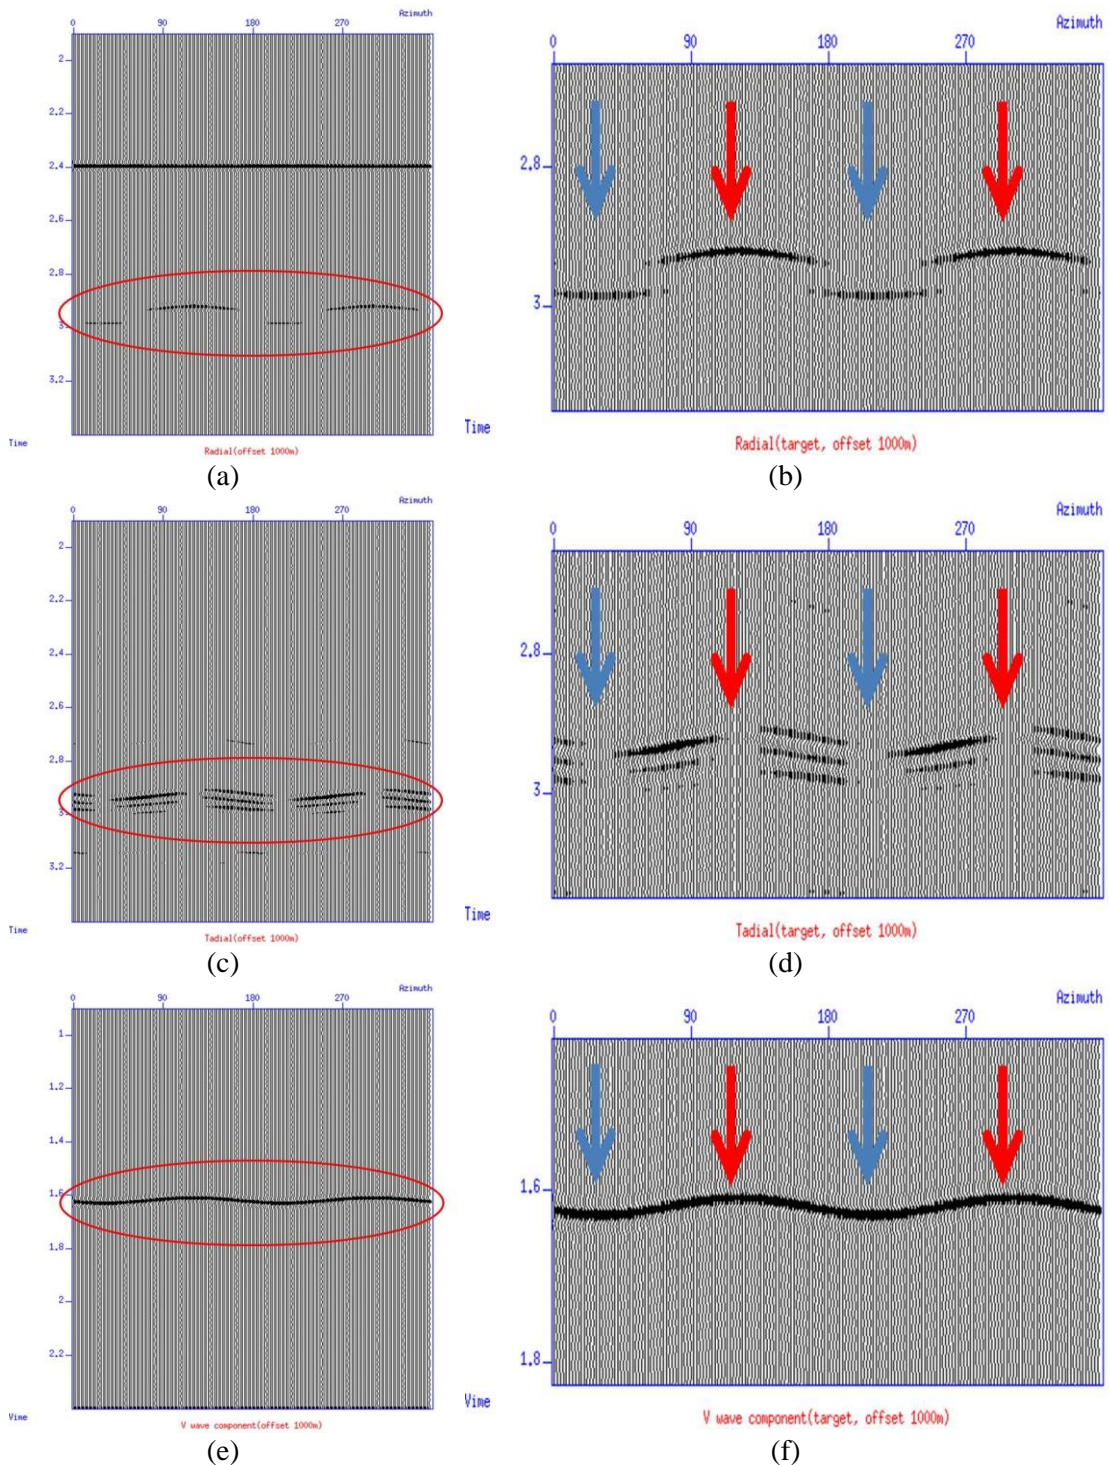 Azimuth
0 90 180 270
2
2.2
2.4
2.6
2.8
3
3.2
Time
Radial(offset 1000m)
(a)
Azimuth
0 90 180 270
2.8
3
Time
Radial(target, offset 1000m)
(b)
Azimuth
0 90 180 270
2
2.2
2.4
2.6
2.8
3
3.2
Time
Tadial(offset 1000m)
(c)
Azimuth
0 90 180 270
2.8
3
Time
Tadial(target, offset 1000m)
(d)
Azimuth
0 90 180 270
1
1.2
1.4
1.6
1.8
2
2.2
Vime
V wave component(offset 1000m)
(e)
Azimuth
0 90 180 270
1.6
1.8
Vime
V wave component(target, offset 1000m)
(f)